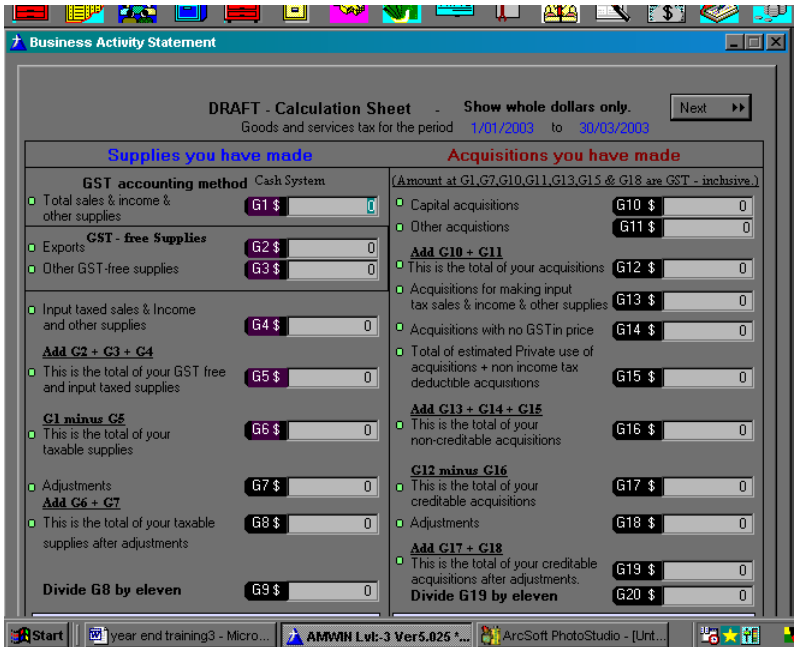 Business Activity Statement
DRAFT - Calculation Sheet - Show whole dollars only.
Next
Goods and services tax for the period 1/01/2003 to 30/03/2003
Supplies you have made
GST accounting method Cash System
Total sales & income &
other supplies
G1 $ 0
GST - free Supplies
Exports
G2 $ 0
Other GST-free supplies
G3 $ 0
Input taxed sales & Income
and other supplies
G4 $ 0
Add G2 + G3 + G4
This is the total of your GST free
and input taxed supplies
G5 $ 0
G1 minus G5
This is the total of your
taxable supplies
G6 $ 0
Adjustments
G7 $ 0
Add G6 + G7
This is the total of your taxable
supplies after adjustments
G8 $ 0
Divide G8 by eleven
G9 $ 0
Acquisitions you have made
(Amount at G1,G7,G10,G11,G13,G15 & G18 are GST - inclusive.)
Capital acquisitions
G10 $ 0
Other acquistions
G11 $ 0
Add G10 + G11
This is the total of your acquisitions
G12 $ 0
Acquisitions for making input
tax sales & income & other supplies
G13 $ 0
Acquisitions with no GSTin price
G14 $ 0
Total of estimated Private use of
acquisitions + non income tax
deductible acquisitions
G15 $ 0
Add G13 + G14 + G15
This is the total of your
non-creditable acquisitions
G16 $ 0
G12 minus G16
This is the total of your
creditable acquisitions
G17 $ 0
Adjustments
G18 $ 0
Add G17 + G18
This is the total of your creditable
acquisitions after adjustments.
G19 $ 0
Divide G19 by eleven
G20 $ 0
Start
year end training3 - Micro...
AMWIN Lvl:-3 Ver5.025 *...
ArcSoft PhotoStudio - [Unt...